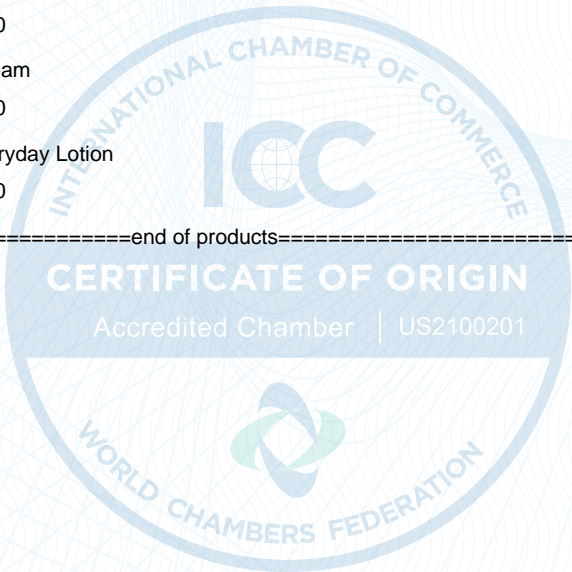 0
am
INTERNATIONAL CHAMBER OF COMMERCE
0
ICC
ryday Lotion
0
===========end of products========================
CERTIFICATE OF ORIGIN
Accredited Chamber | US2100201
WORLD CHAMBERS FEDERATION